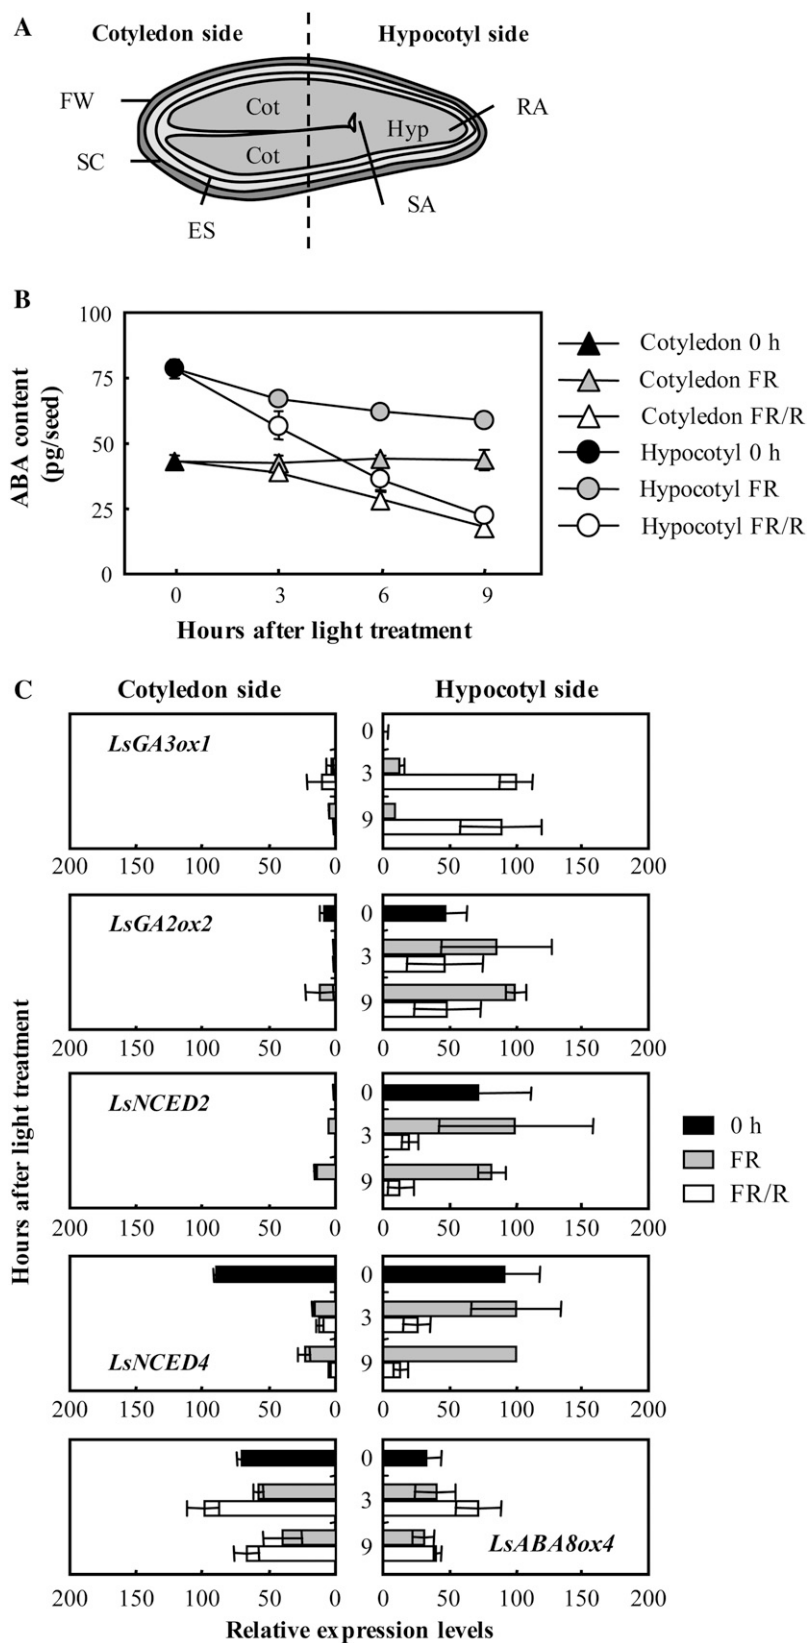 A
Cotyledon side
Hypocotyl side
FW
Cot
RA
Hyp
SC
Cot
SA
ES
B
100
75
50
25
0
ABA content
(pg/seed)
0 3 6 9
Hours after light treatment
Cotyledon 0 h
Cotyledon FR
Cotyledon FR/R
Hypocotyl 0 h
Hypocotyl FR
Hypocotyl FR/R
C
Cotyledon side
Hypocotyl side
Hours after light treatment
LsGA3ox1
0
3
9
200 150 100 50 0
0 50 100 150 200
LsGA2ox2
0
3
9
200 150 100 50 0
0 50 100 150 200
LsNCED2
0
3
9
200 150 100 50 0
0 50 100 150 200
0 h
FR
FR/R
LsNCED4
0
3
9
200 150 100 50 0
0 50 100 150 200
0
3
9
LsABA8ox4
200 150 100 50 0
0 50 100 150 200
Relative expression levels